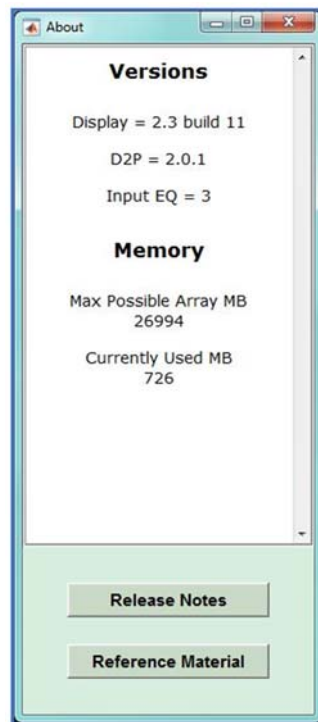 About
Versions
Display = 2.3 build 11
D2P = 2.0.1
Input EQ = 3
Memory
Max Possible Array MB
26994
Currently Used MB
726
Release Notes
Reference Material